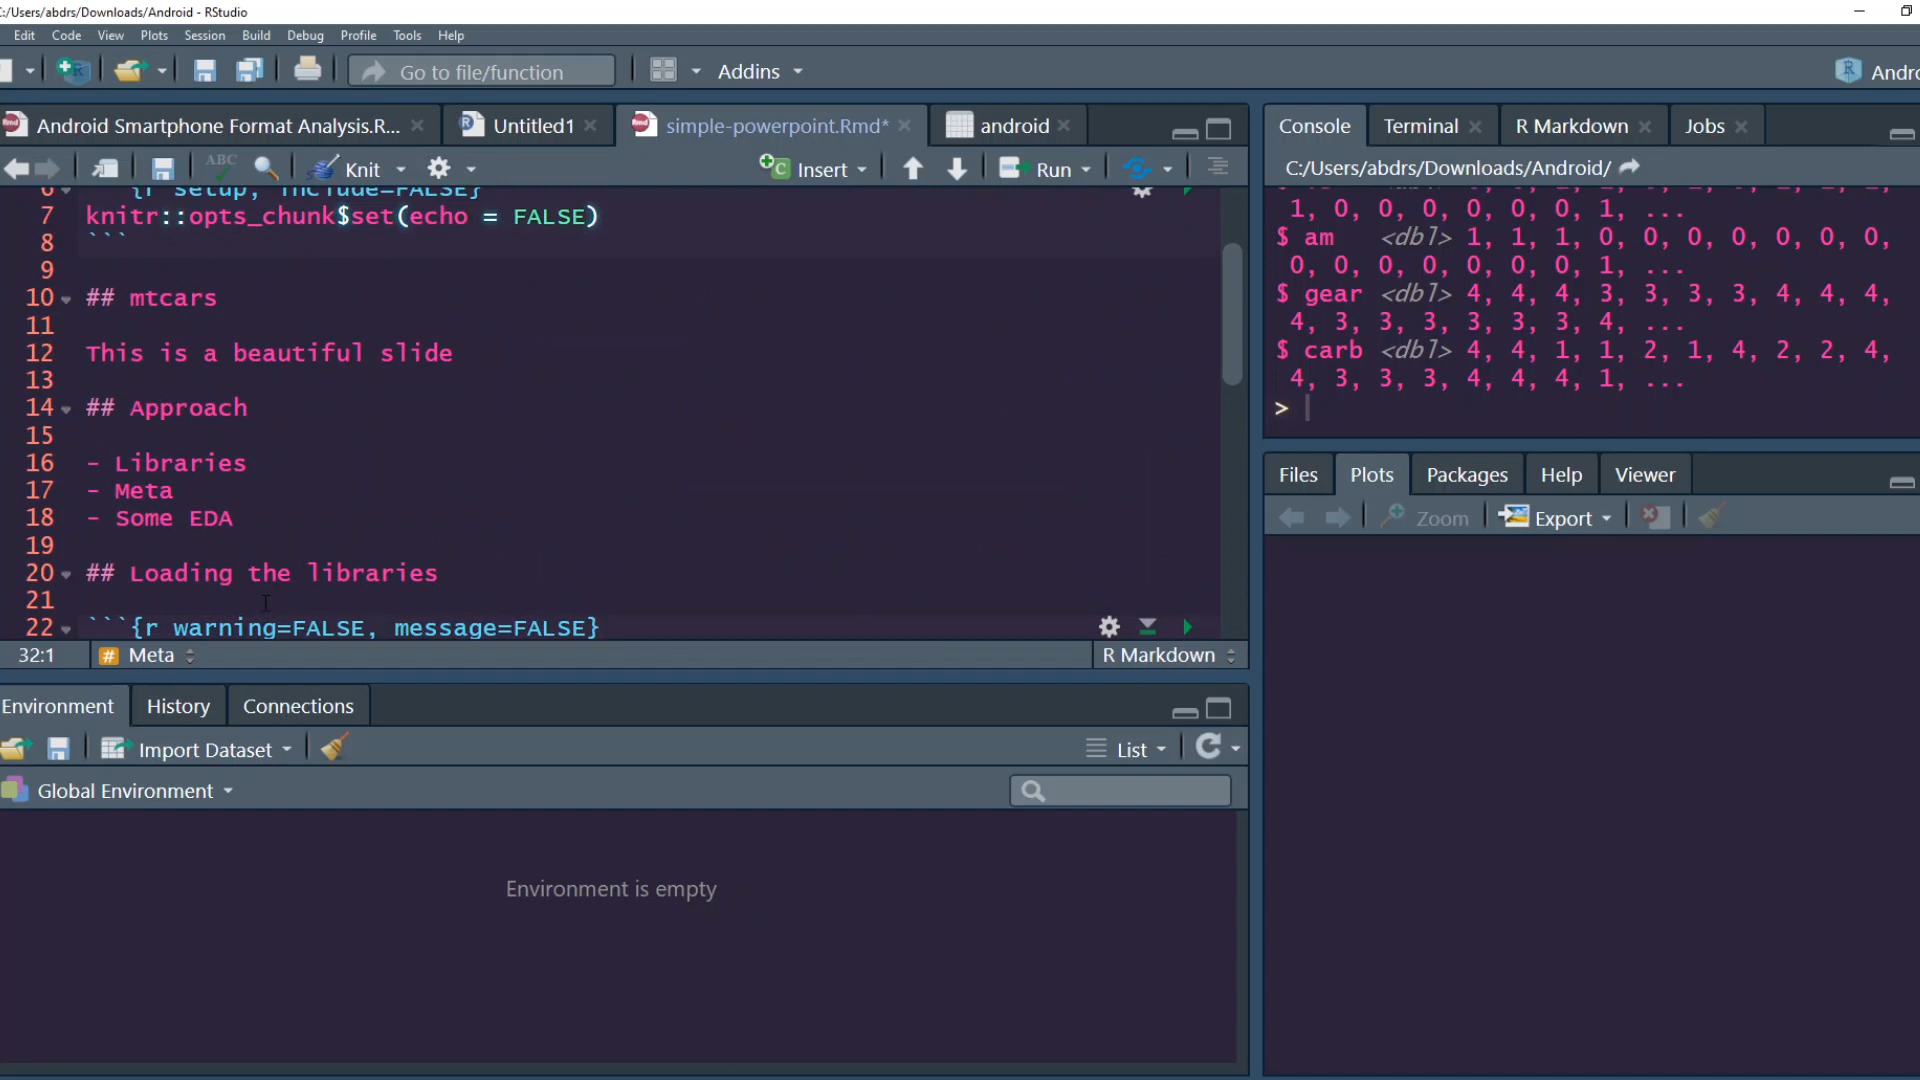 C:/Users/abdrs/Downloads/Android - RStudio
Edit Code View Plots Session Build Debug Profile Tools Help
Go to file/function
Addins
Andro
Android Smartphone Format Analysis.R...
Untitled1
simple-powerpoint.Rmd*
android
ABC
Knit
Insert
Run
6 {r setup, include=FALSE}
7 knitr::opts_chunk$set(echo = FALSE)
8 ```
9
10 ## mtcars
11
12 This is a beautiful slide
13
14 ## Approach
15
16 - Libraries
17 - Meta
18 - Some EDA
19
20 ## Loading the libraries
21
22 ```{r warning=FALSE, message=FALSE}
32:1 # Meta R Markdown
Environment History Connections
Import Dataset
List
Global Environment
Environment is empty
Console Terminal R Markdown Jobs
C:/Users/abdrs/Downloads/Android/
1, 0, 0, 0, 0, 0, 0, 1, ...
$ am <dbl> 1, 1, 1, 0, 0, 0, 0, 0, 0, 0,
0, 0, 0, 0, 0, 0, 0, 1, ...
$ gear <dbl> 4, 4, 4, 3, 3, 3, 3, 4, 4, 4,
4, 3, 3, 3, 3, 3, 3, 4, ...
$ carb <dbl> 4, 4, 1, 1, 2, 1, 4, 2, 2, 4,
4, 3, 3, 3, 4, 4, 4, 1, ...
>
Files Plots Packages Help Viewer
Zoom
Export